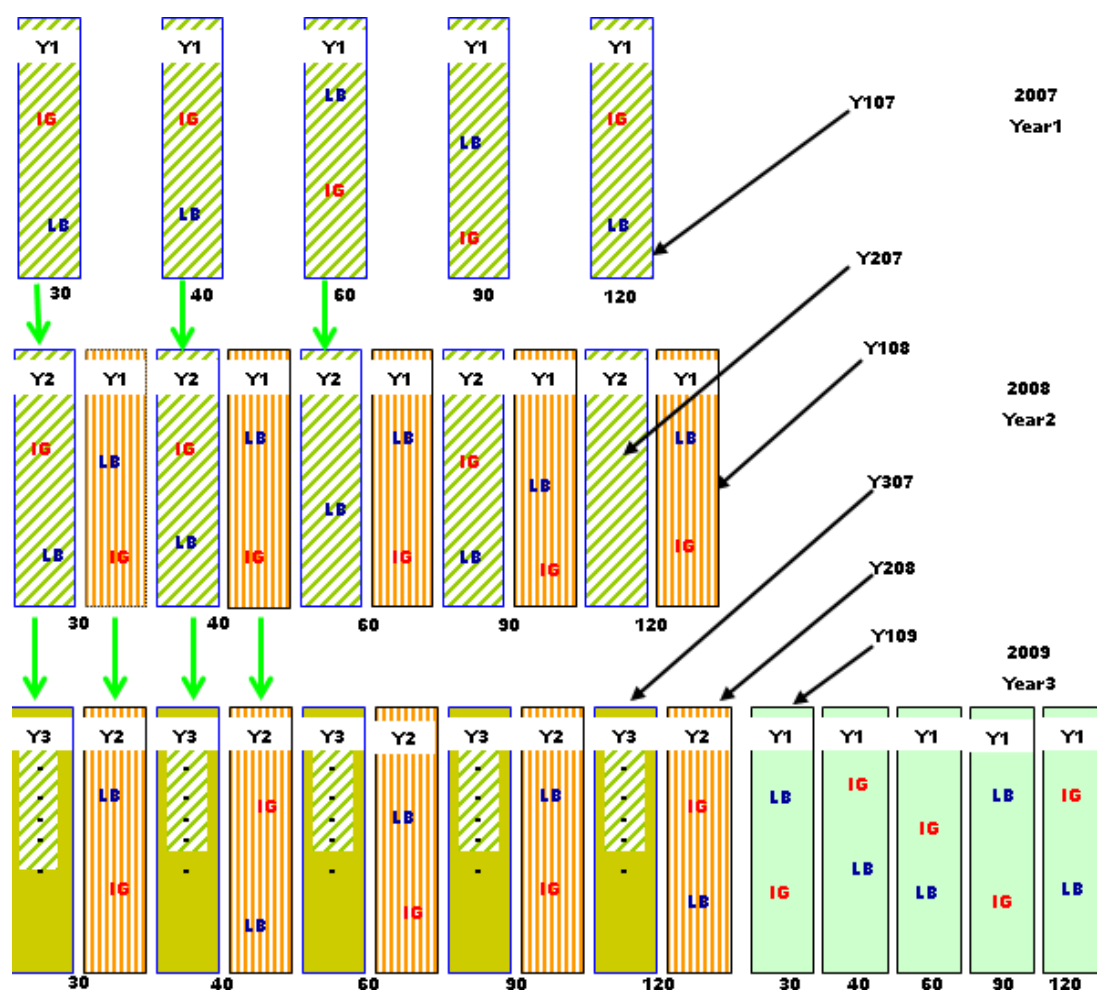 Y1 Y1 Y1 Y1 Y1
LB
2007
Y107
IG IG IG
Year1
LB
IG
LB
LB LB
IG
30 40 60 90 120
Y207
Y108
Y2 Y1 Y2 Y1 Y2 Y1 Y2 Y1 Y2 Y1
2008
Year2
LB LB LB
IG IG
LB IG
Y307
LB
LB
LB IG
LB IG IG IG LB
IG
Y208
30 40 60 90 120
Y109
2009
Year3
Y3 Y2 Y3 Y2 Y3 Y2 Y3 Y2 Y3 Y2 Y1 Y1 Y1 Y1 Y1
- - - - -
IG
- LB - - - LB - LB LB IG
IG IG
- - - LB - -
IG
- - - - -
- - - - - LB
IG IG IG LB LB
LB IG
IG
LB
30 40 60 90 120 30 40 60 90 120